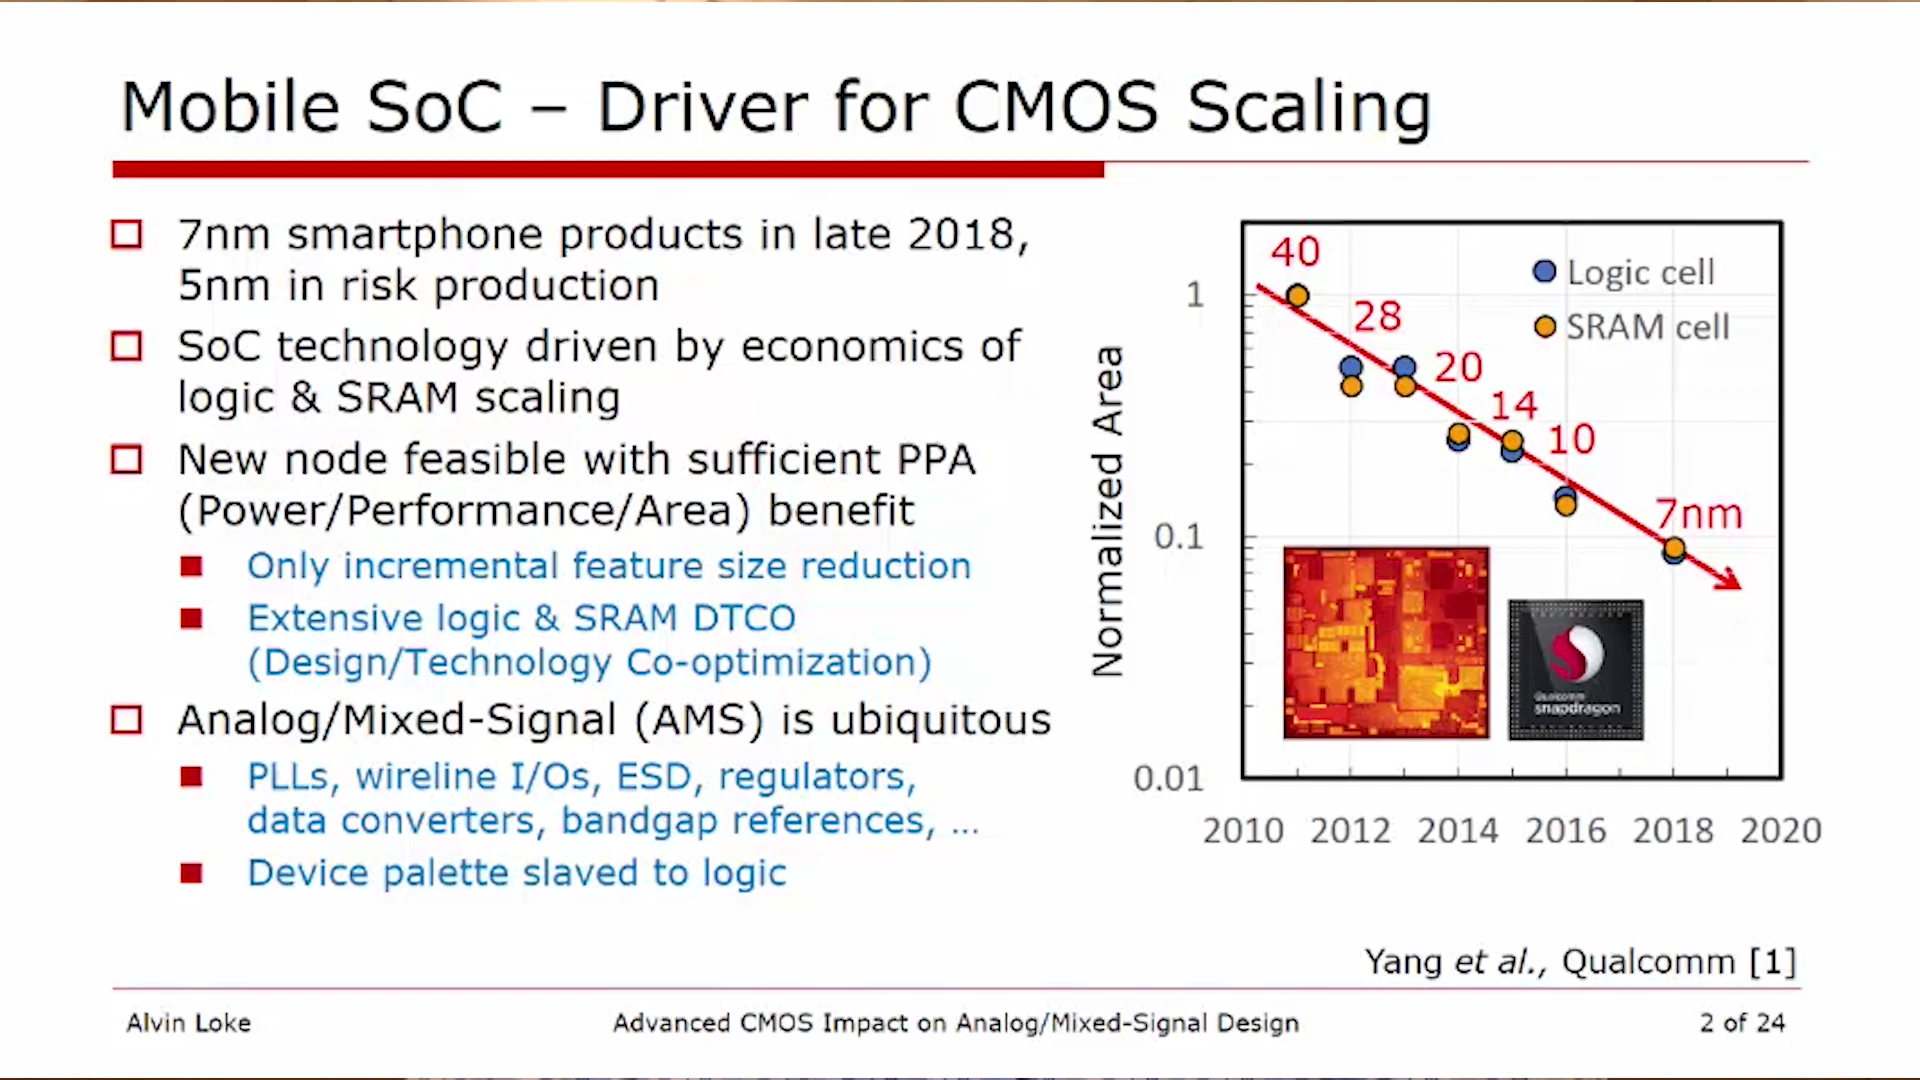 Mobile SoC – Driver for CMOS Scaling
7nm smartphone products in late 2018,
5nm in risk production
SoC technology driven by economics of
logic & SRAM scaling
New node feasible with sufficient PPA
(Power/Performance/Area) benefit
Only incremental feature size reduction
Extensive logic & SRAM DTCO
(Design/Technology Co-optimization)
Analog/Mixed-Signal (AMS) is ubiquitous
PLLs, wireline I/Os, ESD, regulators,
data converters, bandgap references, ...
Device palette slaved to logic
Normalized Area
1
0.1
0.01
2010 2012 2014 2016 2018 2020
40
28
20
14
10
7nm
Logic cell
SRAM cell
Qualcomm
snapdragon
Yang et al., Qualcomm [1]
Alvin Loke
Advanced CMOS Impact on Analog/Mixed-Signal Design
2 of 24